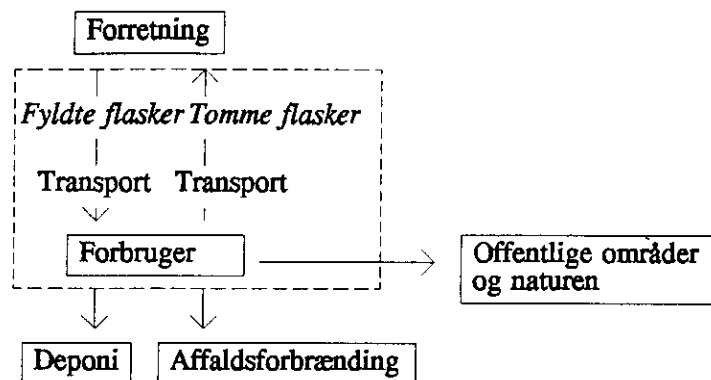 Forretning
Fyldte flasker Tomme flasker
Transport Transport
Forbruger
Offentlige områder
og naturen
Deponi Affaldsforbrænding